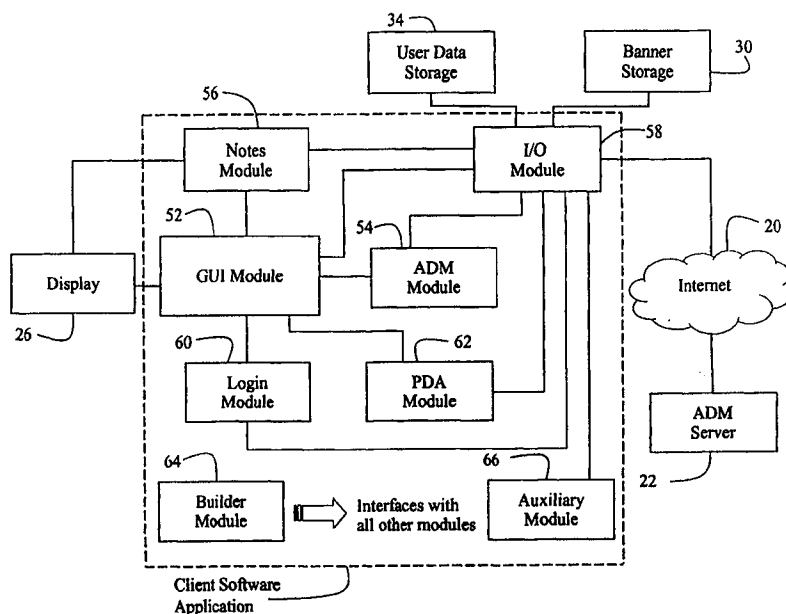 34
User Data
Storage
Banner
Storage
30
56
Notes
Module
I/O
Module
58
52
GUI Module
54
ADM
Module
20
Internet
Display
26
60
Login
Module
62
PDA
Module
ADM
Server
22
64
Builder
Module
Interfaces with
all other modules
66
Auxiliary
Module
Client Software
Application